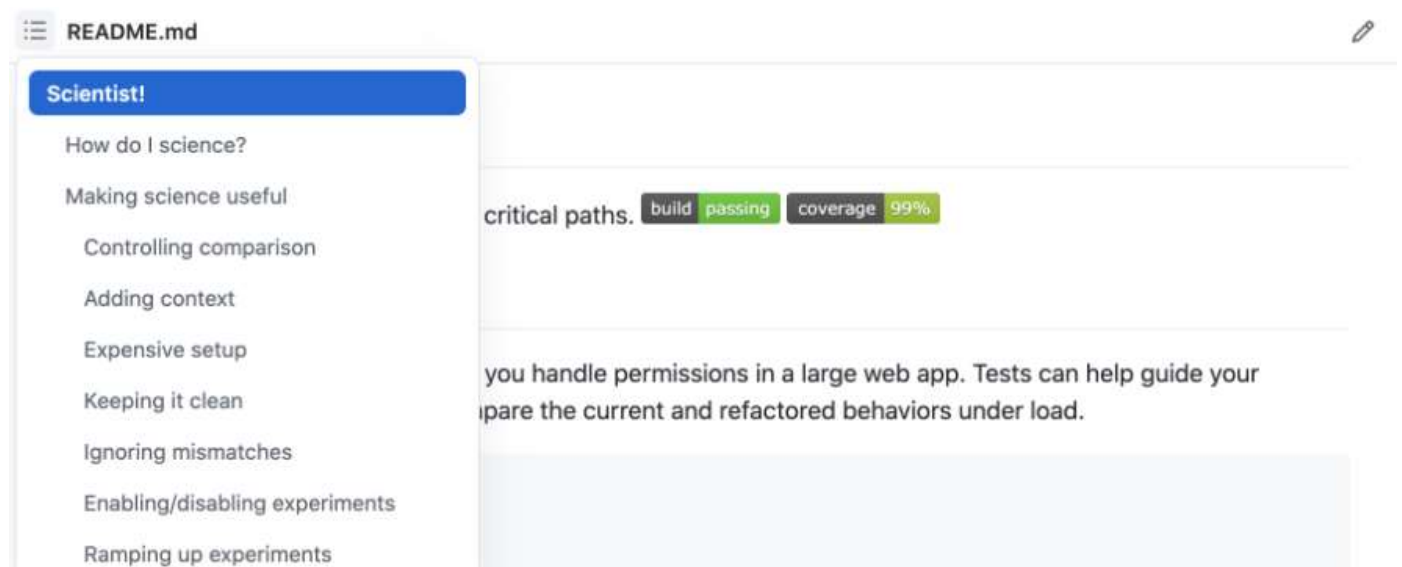 README.md
Scientist!
How do I science?
Making science useful
Controlling comparison
Adding context
Expensive setup
Keeping it clean
Ignoring mismatches
Enabling/disabling experiments
Ramping up experiments
critical paths. build passing coverage 99%
you handle permissions in a large web app. Tests can help guide your
pare the current and refactored behaviors under load.